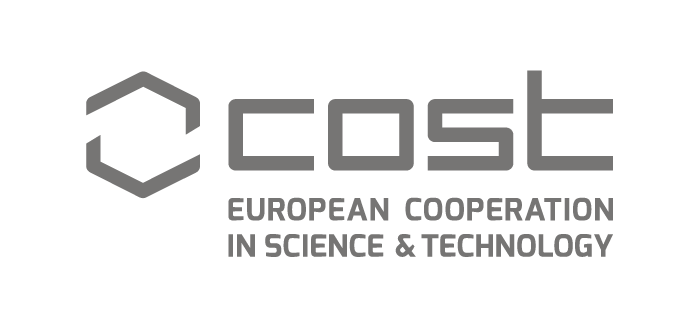 cost
EUROPEAN COOPERATION
IN SCIENCE & TECHNOLOGY